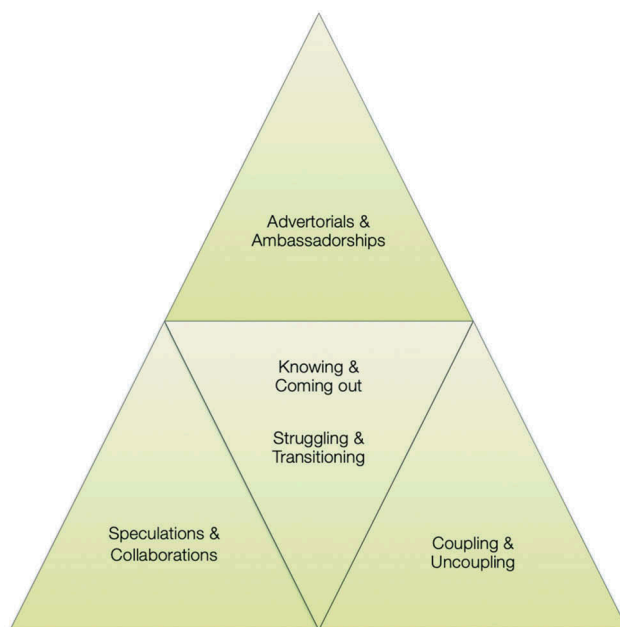 Advertorials &
Ambassadorships
Knowing &
Coming out
Struggling &
Transitioning
Speculations &
Collaborations
Coupling &
Uncoupling